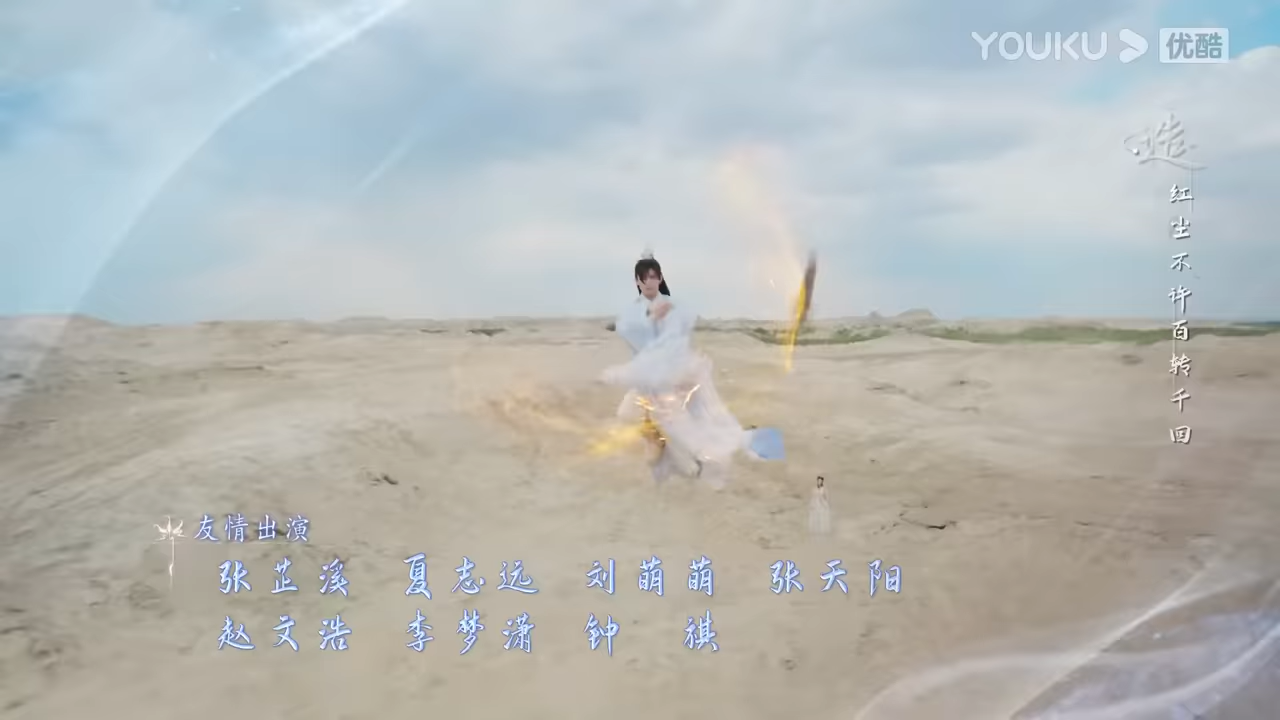 YOUKU 优酷
造
红尘不许百转千回
友情出演
张芷溪 夏志远 刘萌萌 张天阳
赵文浩 李梦潇 钟祺